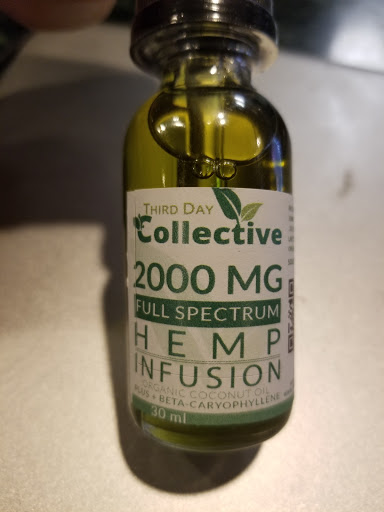 THIRD DAY
Collective
2000 MG
FULL SPECTRUM
HEMP
INFUSION
ORGANIC COCONUT OIL
PLUS + BETA-CARYOPHYLLENE
30 ml